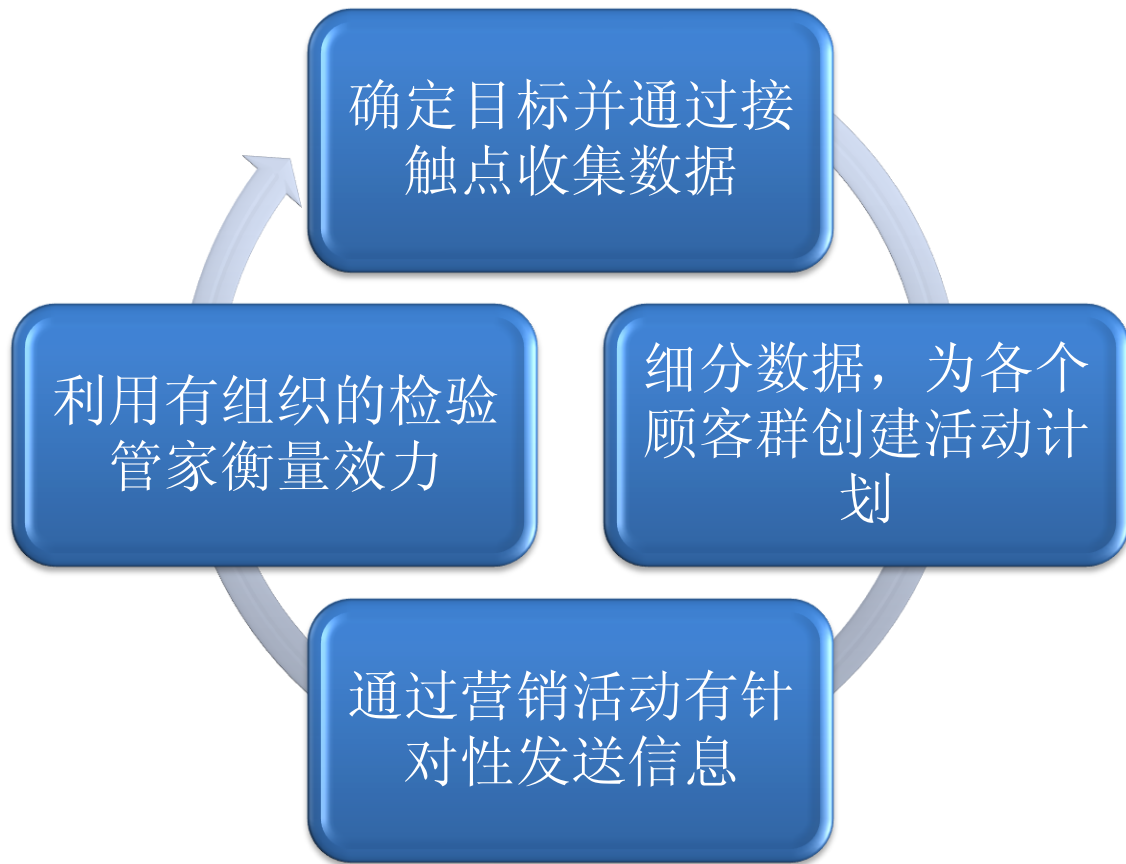 确定目标并通过接
触点收集数据
细分数据，为各个
顾客群创建活动计
划
通过营销活动有针
对性发送信息
利用有组织的检验
管家衡量效力